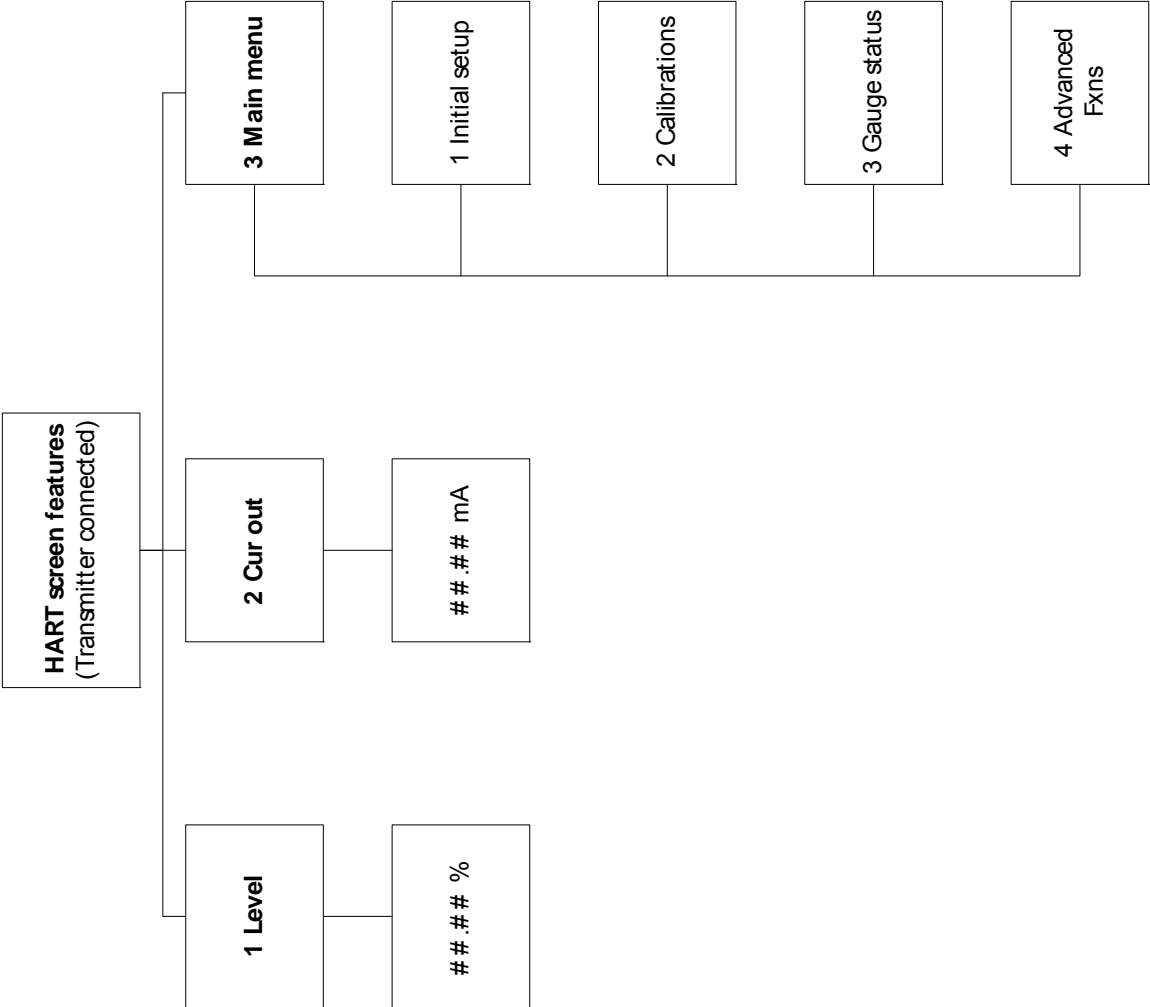 HART screen features
(Transmitter connected)
1 Level
##.## %
2 Cur out
##.## mA
3 Main menu
1 Initial setup
2 Calibrations
3 Gauge status
4 Advanced
Fxns